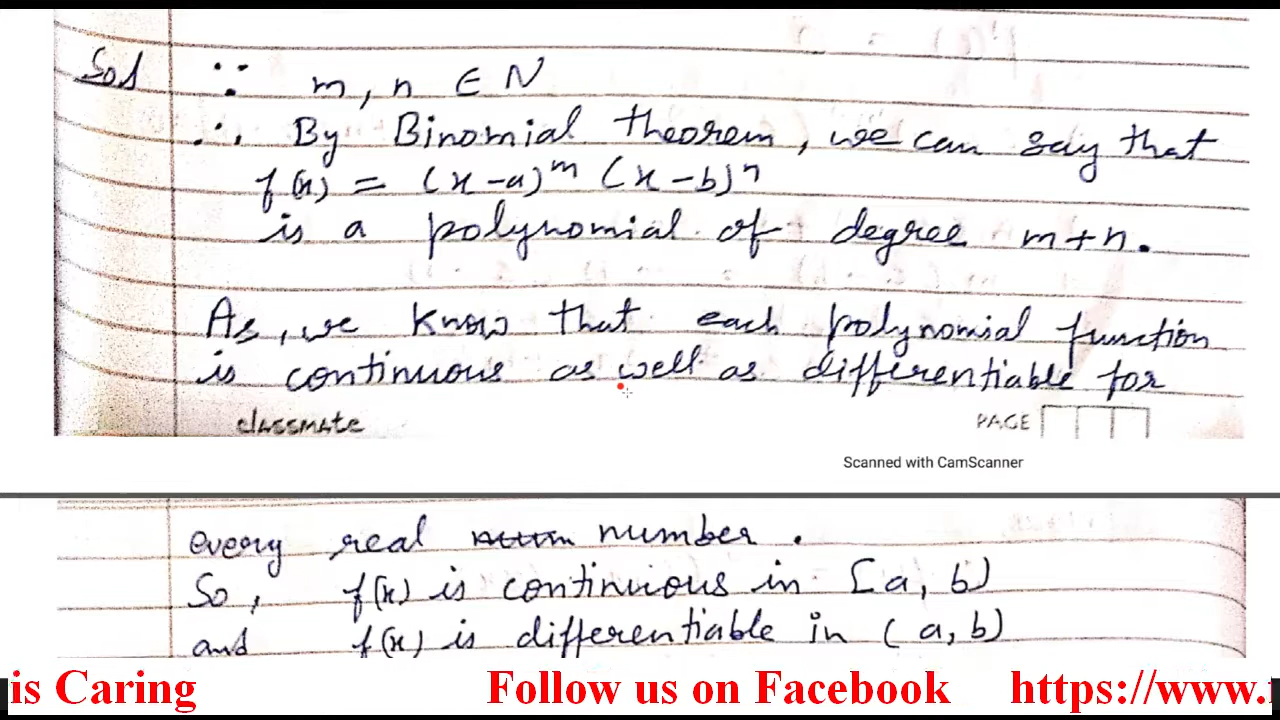 Sol ∵ m, n ∈ N
∴ By Binomial theorem, we can say that
f(x) = (x-a)^m (x-b)^n
is a polynomial of degree m+n.
As, we know that each polynomial function
is continuous as well as differentiable for
classmate PAGE
Scanned with CamScanner
every real number.
So, f(x) is continuous in [a, b]
and f(x) is differentiable in (a, b)
is Caring Follow us on Facebook https://www.